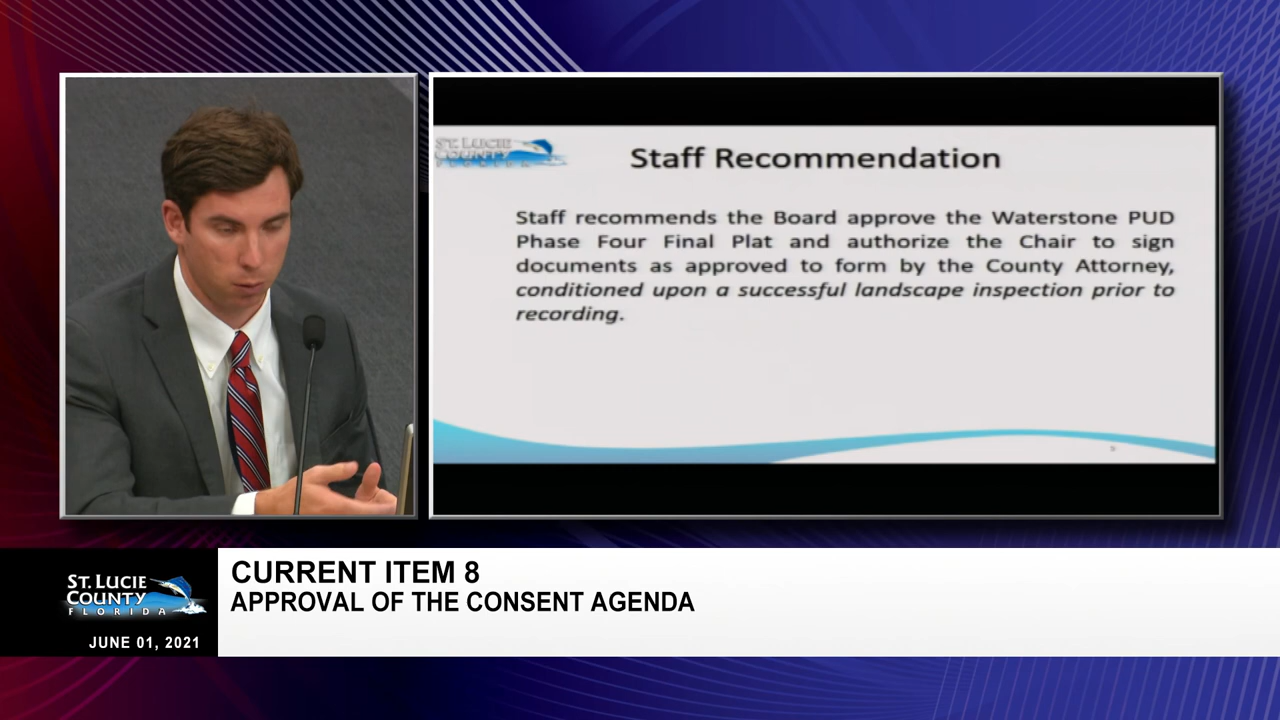 ST. LUCIE
COUNTY
FLORIDA
Staff Recommendation
Staff recommends the Board approve the Waterstone PUD
Phase Four Final Plat and authorize the Chair to sign
documents as approved to form by the County Attorney,
conditioned upon a successful landscape inspection prior to
recording.
ST. LUCIE
COUNTY
FLORIDA
JUNE 01, 2021
CURRENT ITEM 8
APPROVAL OF THE CONSENT AGENDA